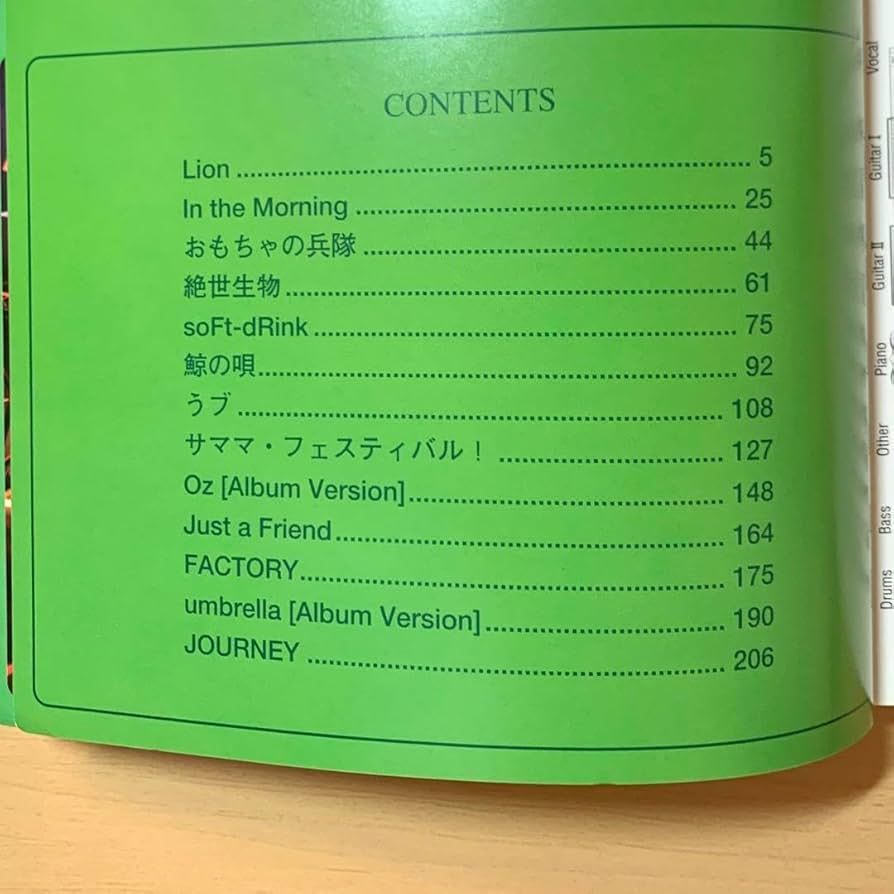 CONTENTS
Lion ........................................ 5
In the Morning ........................................ 25
おもちゃの兵隊 ........................................ 44
絶世生物 ........................................ 61
soFt-dRink ........................................ 75
鯨の唄 ........................................ 92
うブ ........................................ 108
サママ・フェスティバル！ ........................................ 127
Oz [Album Version] ........................................ 148
Just a Friend ........................................ 164
FACTORY ........................................ 175
umbrella [Album Version] ........................................ 190
JOURNEY ........................................ 206
Vocal
Guitar I
Guitar II
Piano
Other
Bass
Drums